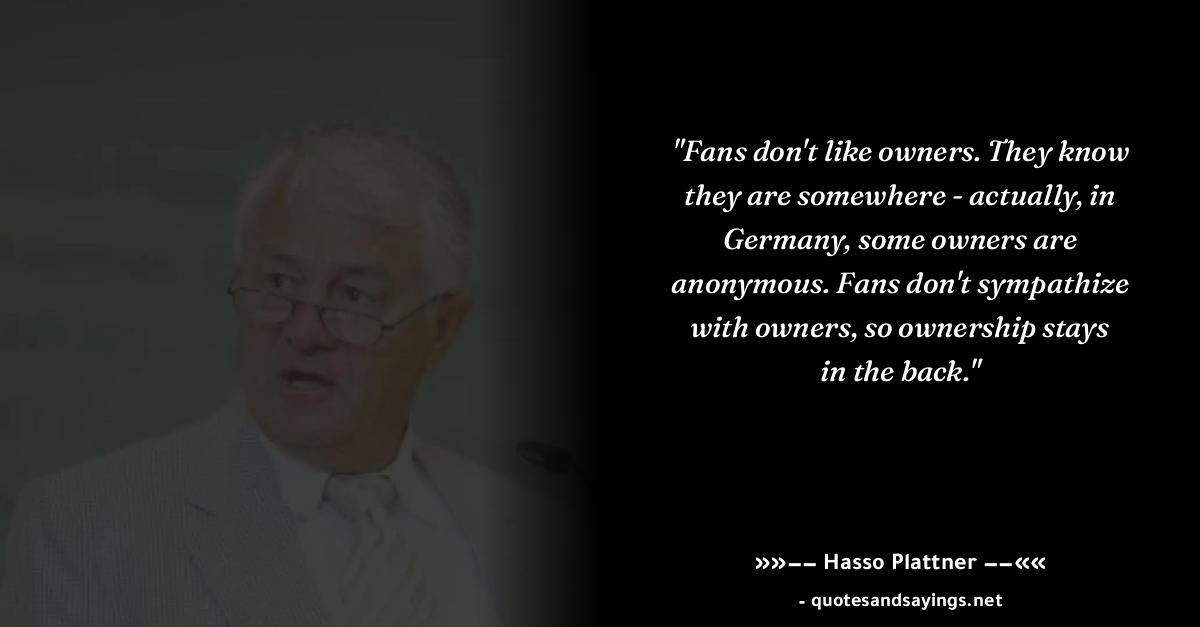 "Fans don't like owners. They know
they are somewhere - actually, in
Germany, some owners are
anonymous. Fans don't sympathize
with owners, so ownership stays
in the back."
»»−− Hasso Plattner −−««
- quotesandsayings.net